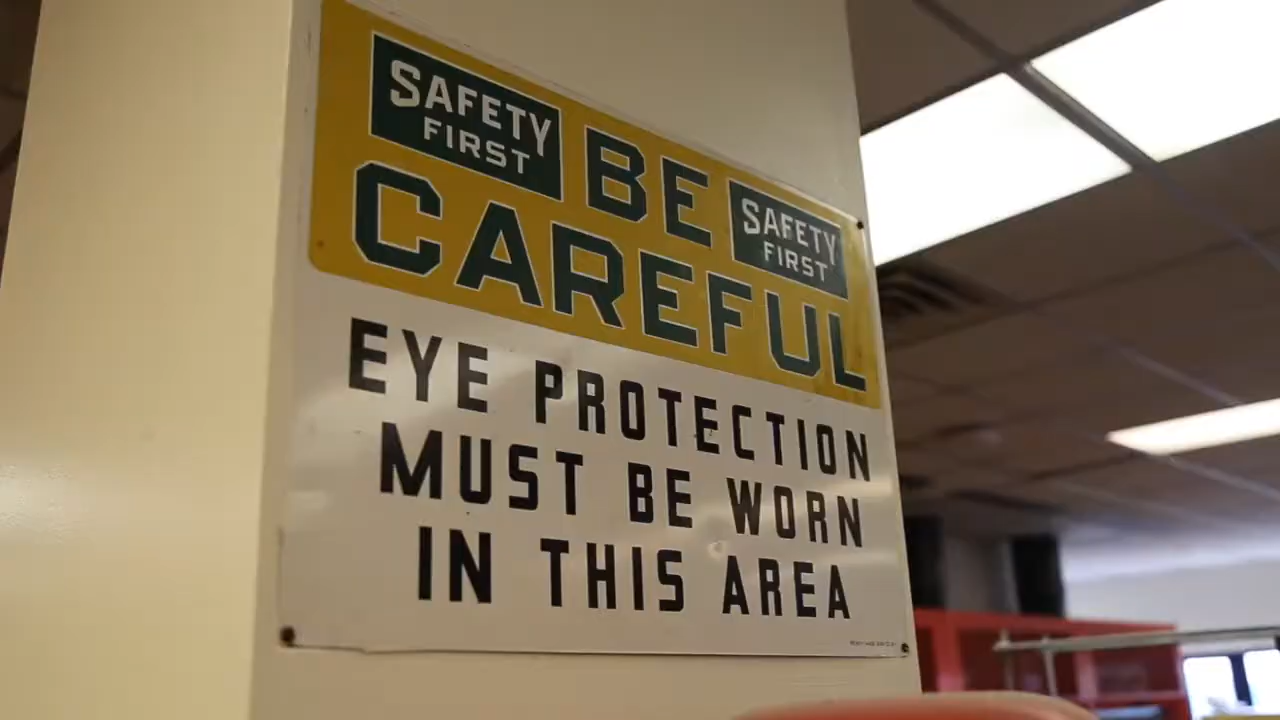 SAFETY FIRST
BE
SAFETY FIRST
CAREFUL
EYE PROTECTION
MUST BE WORN
IN THIS AREA